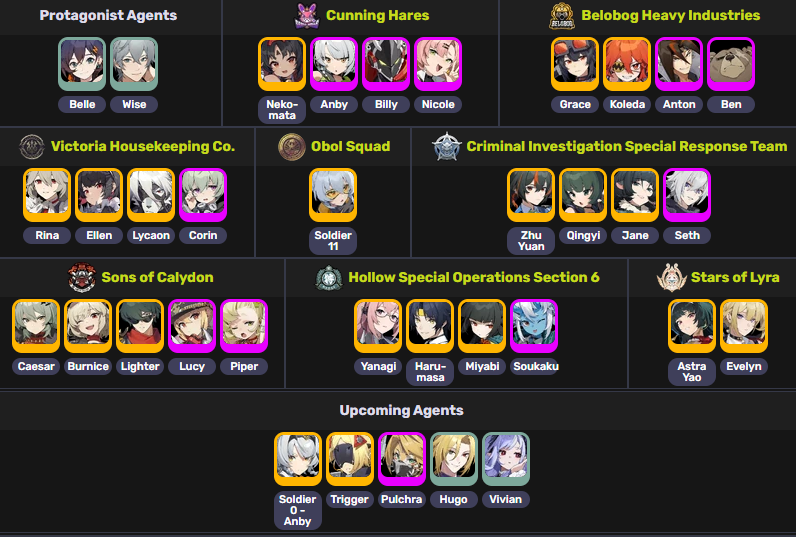 Protagonist Agents
Cunning Hares
Belobog Heavy Industries
BELOBOG
Belle
Wise
Neko-
mata
Anby
Billy
Nicole
Grace
Koleda
Anton
Ben
Victoria Housekeeping Co.
Obol Squad
Criminal Investigation Special Response Team
Rina
Ellen
Lycaon
Corin
Soldier
11
Zhu
Yuan
Qingyi
Jane
Seth
Sons of Calydon
Hollow Special Operations Section 6
Stars of Lyra
Caesar
Burnice
Lighter
Lucy
Piper
Yanagi
Haru-
masa
Miyabi
Soukaku
Astra
Yao
Evelyn
Upcoming Agents
Soldier
0 -
Anby
Trigger
Pulchra
Hugo
Vivian